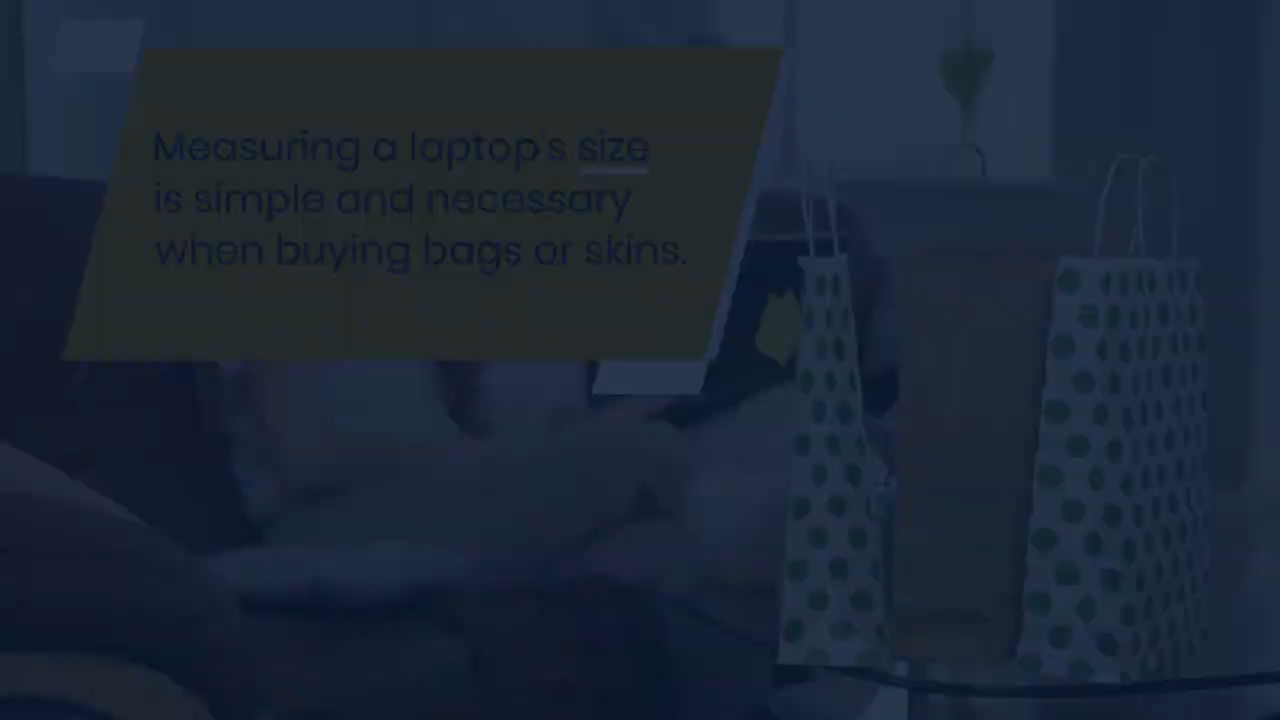 Measuring a laptop's size
is simple and necessary
when buying bags or skins.